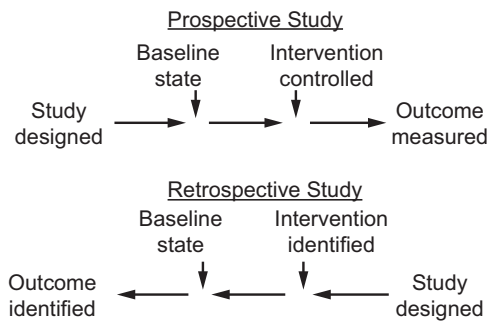 Prospective Study
Baseline
state
Intervention
controlled
Study
designed
Outcome
measured
Retrospective Study
Baseline
state
Intervention
identified
Outcome
identified
Study
designed